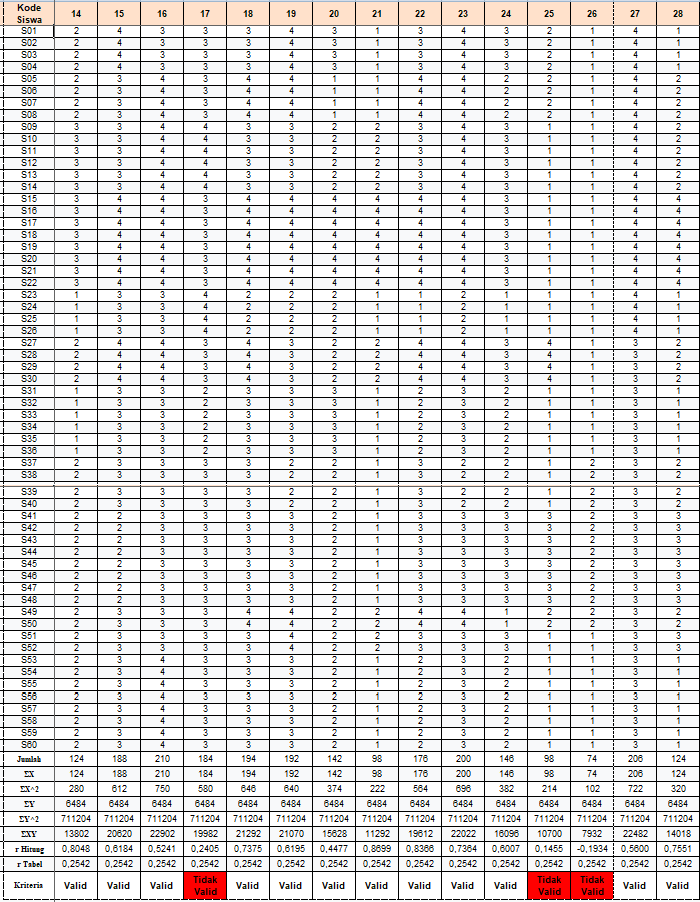 Kode Siswa 14 15 16 17 18 19 20 21 22 23 24 25 26 27 28
S01 2 4 3 3 3 4 3 1 3 4 3 2 1 4 1
S02 2 4 3 3 3 4 3 1 3 4 3 2 1 4 1
S03 2 4 3 3 3 4 3 1 3 4 3 2 1 4 1
S04 2 4 3 3 3 4 3 1 3 4 3 2 1 4 1
S05 2 3 4 3 4 4 1 1 4 4 2 2 1 4 2
S06 2 3 4 3 4 4 1 1 4 4 2 2 1 4 2
S07 2 3 4 3 4 4 1 1 4 4 2 2 1 4 2
S08 2 3 4 3 4 4 1 1 4 4 2 2 1 4 2
S09 3 3 4 4 3 3 2 2 3 4 3 1 1 4 2
S10 3 3 4 4 3 3 2 2 3 4 3 1 1 4 2
S11 3 3 4 4 3 3 2 2 3 4 3 1 1 4 2
S12 3 3 4 4 3 3 2 2 3 4 3 1 1 4 2
S13 3 3 4 4 3 3 2 2 3 4 3 1 1 4 2
S14 3 3 4 4 3 3 2 2 3 4 3 1 1 4 2
S15 3 4 4 3 4 4 4 4 4 4 3 1 1 4 4
S16 3 4 4 3 4 4 4 4 4 4 3 1 1 4 4
S17 3 4 4 3 4 4 4 4 4 4 3 1 1 4 4
S18 3 4 4 3 4 4 4 4 4 4 3 1 1 4 4
S19 3 4 4 3 4 4 4 4 4 4 3 1 1 4 4
S20 3 4 4 3 4 4 4 4 4 4 3 1 1 4 4
S21 3 4 4 3 4 4 4 4 4 4 3 1 1 4 4
S22 3 4 4 3 4 4 4 4 4 4 3 1 1 4 4
S23 1 3 3 4 2 2 2 1 1 2 1 1 1 4 1
S24 1 3 3 4 2 2 2 1 1 2 1 1 1 4 1
S25 1 3 3 4 2 2 2 1 1 2 1 1 1 4 1
S26 1 3 3 4 2 2 2 1 1 2 1 1 1 4 1
S27 2 4 4 3 4 3 2 2 4 4 3 4 1 3 2
S28 2 4 4 3 4 3 2 2 4 4 3 4 1 3 2
S29 2 4 4 3 4 3 2 2 4 4 3 4 1 3 2
S30 2 4 4 3 4 3 2 2 4 4 3 4 1 3 2
S31 1 3 3 2 3 3 3 1 2 3 2 1 1 3 1
S32 1 3 3 2 3 3 3 1 2 3 2 1 1 3 1
S33 1 3 3 2 3 3 3 1 2 3 2 1 1 3 1
S34 1 3 3 2 3 3 3 1 2 3 2 1 1 3 1
S35 1 3 3 2 3 3 3 1 2 3 2 1 1 3 1
S36 1 3 3 2 3 3 3 1 2 3 2 1 1 3 1
S37 2 3 3 3 3 2 2 1 3 2 2 1 2 3 2
S38 2 3 3 3 3 2 2 1 3 2 2 1 2 3 2
S39 2 3 3 3 3 2 2 1 3 2 2 1 2 3 2
S40 2 3 3 3 3 2 2 1 3 2 2 1 2 3 2
S41 2 2 3 3 3 3 2 1 3 3 3 3 2 3 3
S42 2 2 3 3 3 3 2 1 3 3 3 3 2 3 3
S43 2 2 3 3 3 3 2 1 3 3 3 3 2 3 3
S44 2 2 3 3 3 3 2 1 3 3 3 3 2 3 3
S45 2 2 3 3 3 3 2 1 3 3 3 3 2 3 3
S46 2 2 3 3 3 3 2 1 3 3 3 3 2 3 3
S47 2 2 3 3 3 3 2 1 3 3 3 3 2 3 3
S48 2 2 3 3 3 3 2 1 3 3 3 3 2 3 3
S49 2 3 3 3 4 4 2 2 4 4 1 2 2 3 2
S50 2 3 3 3 4 4 2 2 4 4 1 2 2 3 2
S51 2 3 3 3 3 4 2 2 3 3 3 1 1 3 3
S52 2 3 3 3 3 4 2 2 3 3 3 1 1 3 3
S53 2 3 4 3 3 3 2 1 2 3 2 1 1 3 1
S54 2 3 4 3 3 3 2 1 2 3 2 1 1 3 1
S55 2 3 4 3 3 3 2 1 2 3 2 1 1 3 1
S56 2 3 4 3 3 3 2 1 2 3 2 1 1 3 1
S57 2 3 4 3 3 3 2 1 2 3 2 1 1 3 1
S58 2 3 4 3 3 3 2 1 2 3 2 1 1 3 1
S59 2 3 4 3 3 3 2 1 2 3 2 1 1 3 1
S60 2 3 4 3 3 3 2 1 2 3 2 1 1 3 1
Jumlah 124 188 210 184 194 192 142 98 176 200 146 98 74 206 124
ΣX 124 188 210 184 194 192 142 98 176 200 146 98 74 206 124
ΣX^2 280 612 750 580 646 640 374 222 564 696 382 214 102 722 320
ΣY 6484 6484 6484 6484 6484 6484 6484 6484 6484 6484 6484 6484 6484 6484 6484
ΣY^2 711204 711204 711204 711204 711204 711204 711204 711204 711204 711204 711204 711204 711204 711204 711204
ΣXY 13802 20620 22902 19982 21292 21070 15628 11292 19612 22022 16096 10700 7932 22482 14018
r Hitung 0,8048 0,6184 0,5241 0,2405 0,7375 0,6195 0,4477 0,8699 0,8366 0,7364 0,6007 0,1455 -0,1934 0,5600 0,7551
r Tabel 0,2542 0,2542 0,2542 0,2542 0,2542 0,2542 0,2542 0,2542 0,2542 0,2542 0,2542 0,2542 0,2542 0,2542 0,2542
Kriteria Valid Valid Valid Tidak Valid Valid Valid Valid Valid Valid Valid Valid Tidak Valid Tidak Valid Valid Valid